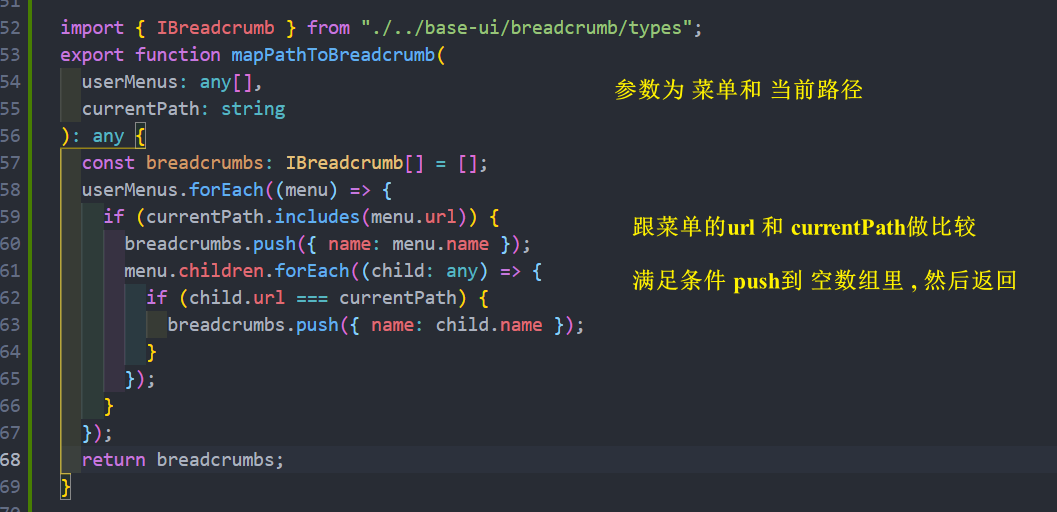 51
52 import { IBreadcrumb } from "./../base-ui/breadcrumb/types";
53 export function mapPathToBreadcrumb(
54 userMenus: any[], 参数为 菜单和 当前路径
55 currentPath: string
56 ): any {
57 const breadcrumbs: IBreadcrumb[] = [];
58 userMenus.forEach((menu) => {
59 if (currentPath.includes(menu.url)) { 跟菜单的url 和 currentPath做比较
60 breadcrumbs.push({ name: menu.name });
61 menu.children.forEach((child: any) => { 满足条件 push到 空数组里 , 然后返回
62 if (child.url === currentPath) {
63 breadcrumbs.push({ name: child.name });
64 }
65 });
66 }
67 });
68 return breadcrumbs;
69 }
70